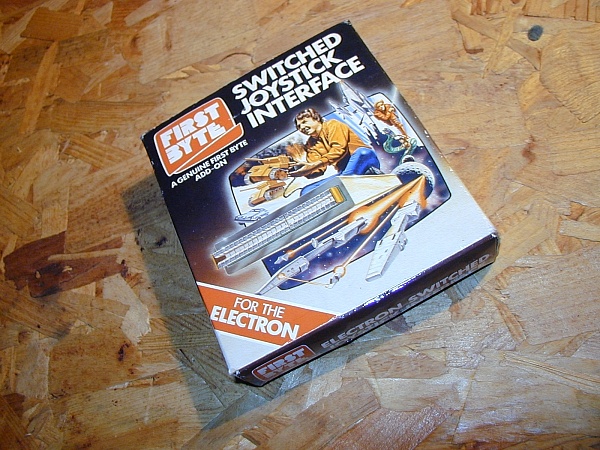 FIRST
BYTE
SWITCHED
JOYSTICK
INTERFACE
A GENUINE FIRST BYTE
ADD-ON
FOR THE
ELECTRON
FIRST
BYTE
ELECTRON SWITCHED